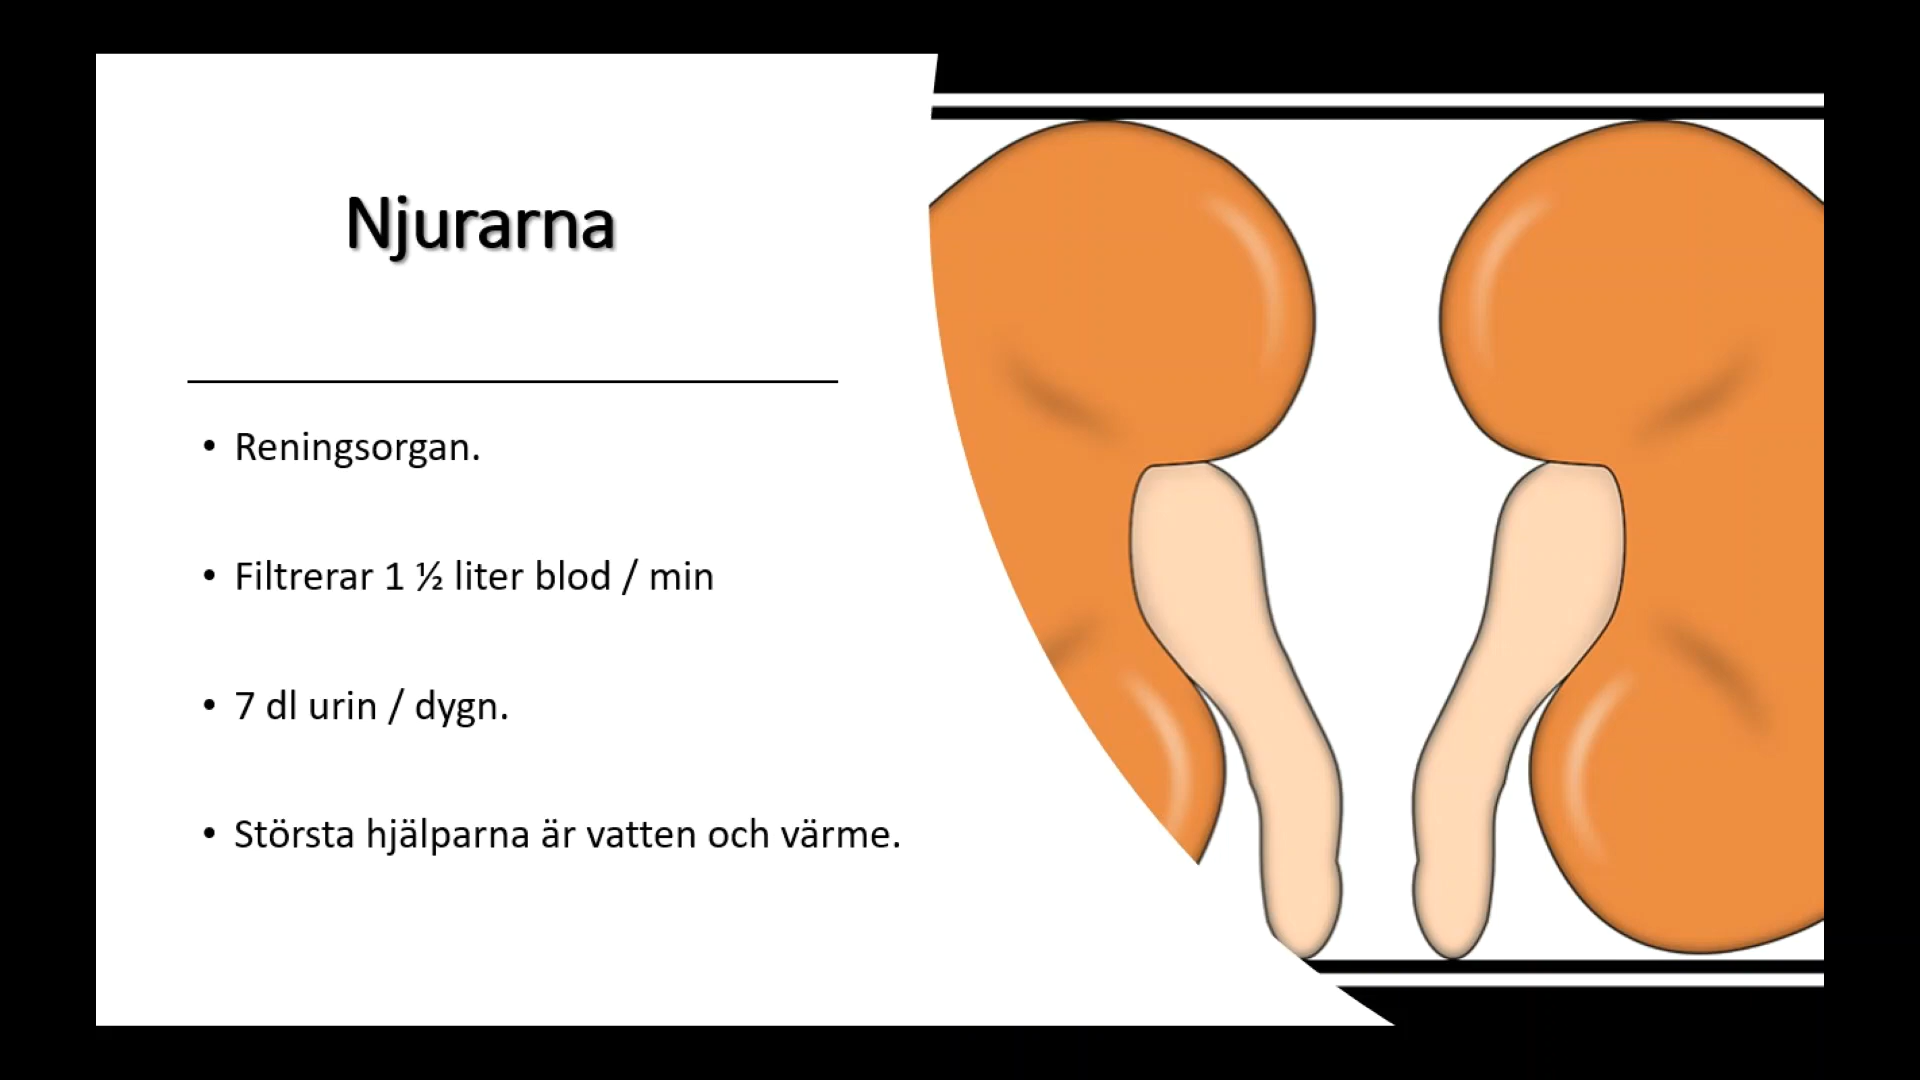 Njurarna
• Reningsorgan.
• Filtrerar 1 ½ liter blod / min
• 7 dl urin / dygn.
• Största hjälparna är vatten och värme.